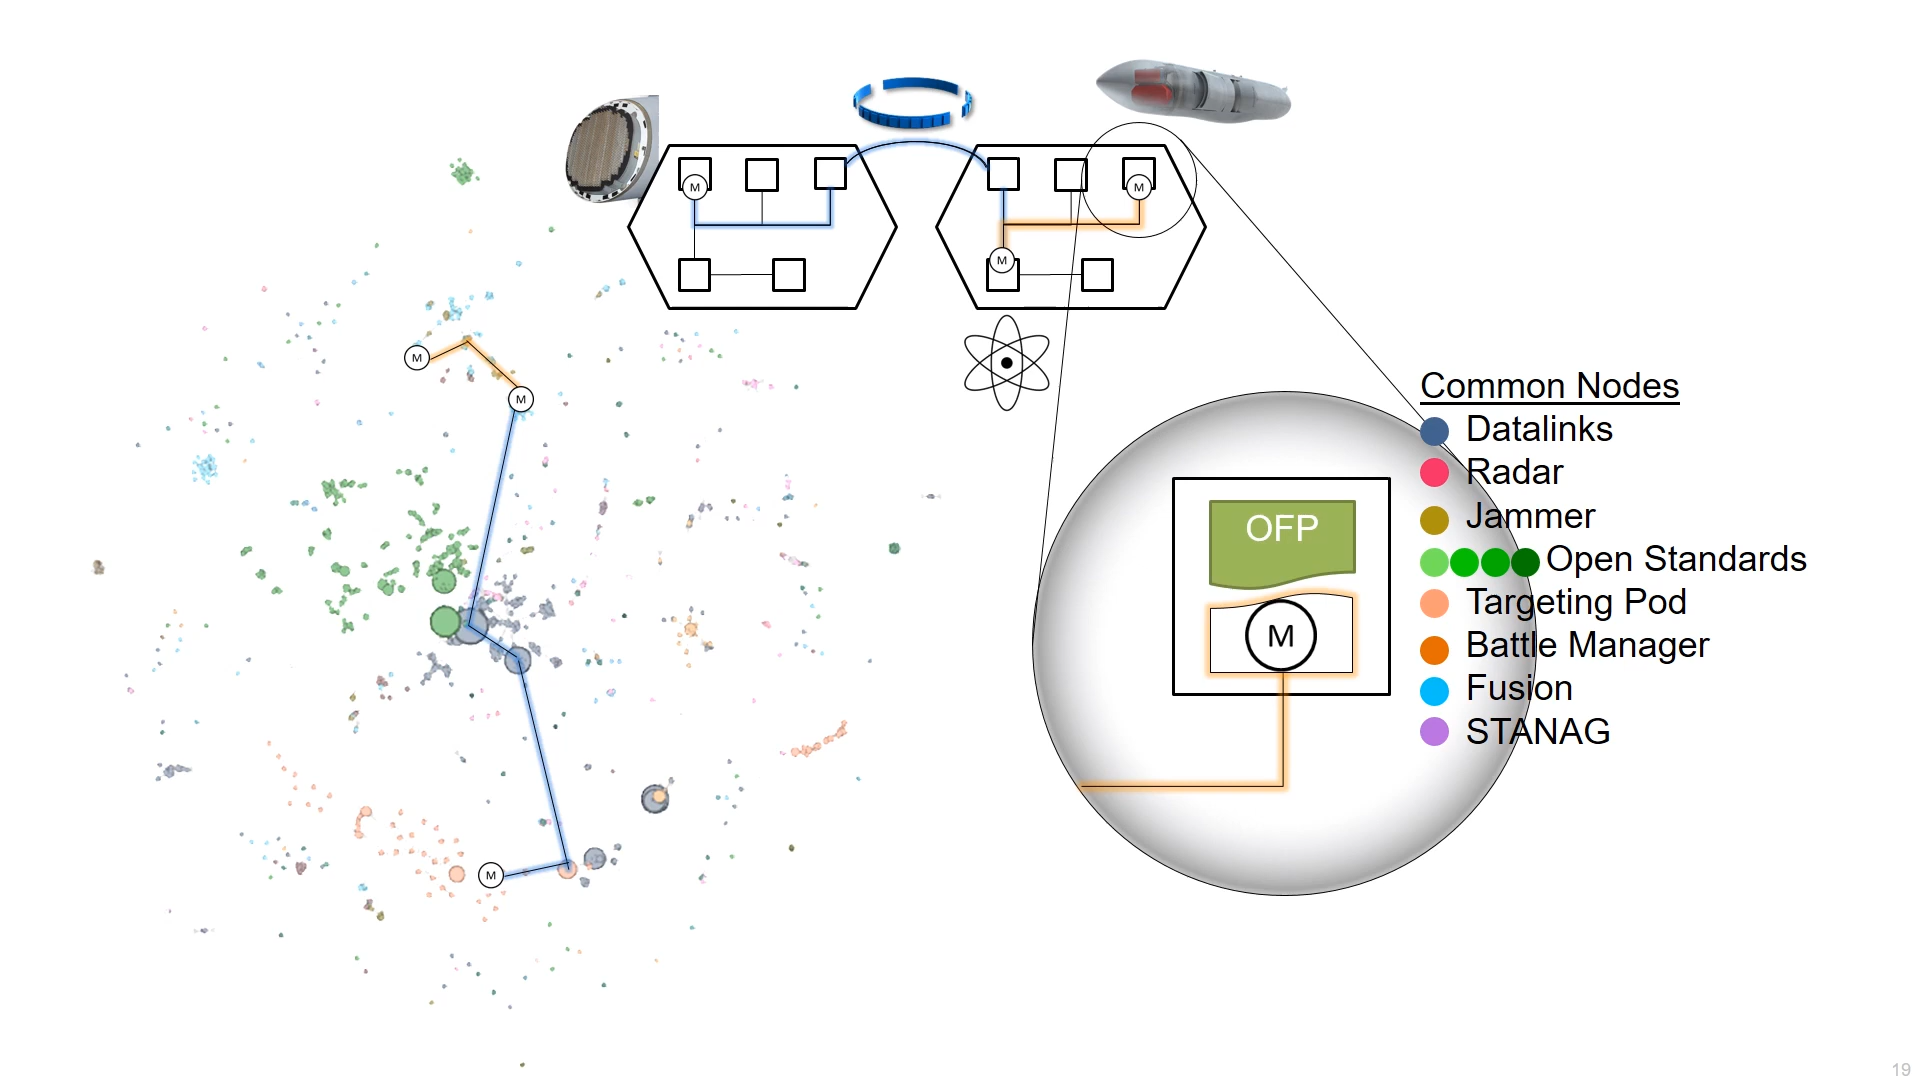 M
M
M
M
M
M
Common Nodes
Datalinks
Radar
Jammer
Open Standards
Targeting Pod
Battle Manager
Fusion
STANAG
OFP
M
19